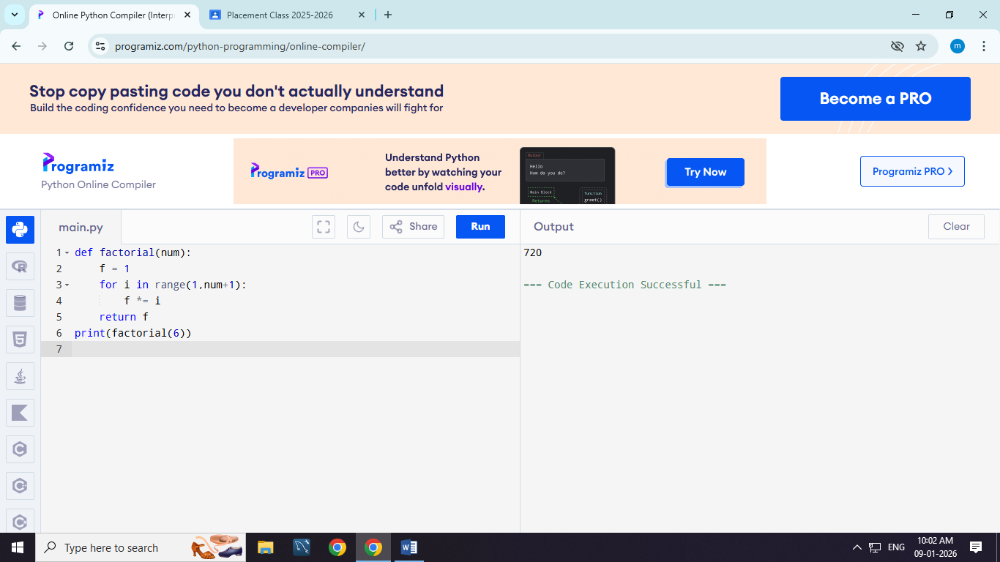 Online Python Compiler (Interp
Placement Class 2025-2026
programiz.com/python-programming/online-compiler/
m
Stop copy pasting code you don't actually understand
Build the coding confidence you need to become a developer companies will fight for
Become a PRO
Programiz
Python Online Compiler
Programiz PRO
Understand Python
better by watching your
code unfold visually.
Output
Hello
How do you do?
Main Block
Returns
function
greet()
Try Now
Programiz PRO
main.py
Share
Run
Output
Clear
1 def factorial(num):
2     f = 1
3     for i in range(1,num+1):
4         f *= i
5     return f
6 print(factorial(6))
7
720
=== Code Execution Successful ===
Type here to search
ENG
10:02 AM
09-01-2026